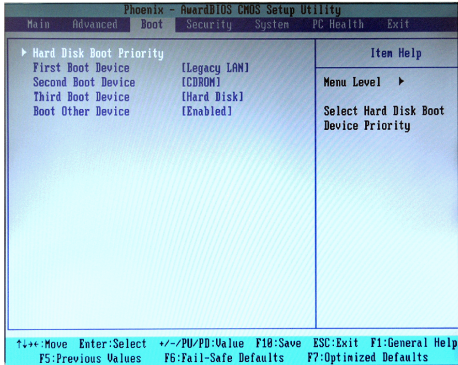 Phoenix - AwardBIOS CMOS Setup Utility
Main Advanced Boot Security System PC Health Exit
Hard Disk Boot Priority
First Boot Device [Legacy LAN]
Second Boot Device [CDROM]
Third Boot Device [Hard Disk]
Boot Other Device [Enabled]
Item Help
Menu Level
Select Hard Disk Boot
Device Priority
↑↓→←:Move Enter:Select +/-/PU/PD:Value F10:Save ESC:Exit F1:General Help
F5:Previous Values F6:Fail-Safe Defaults F7:Optimized Defaults